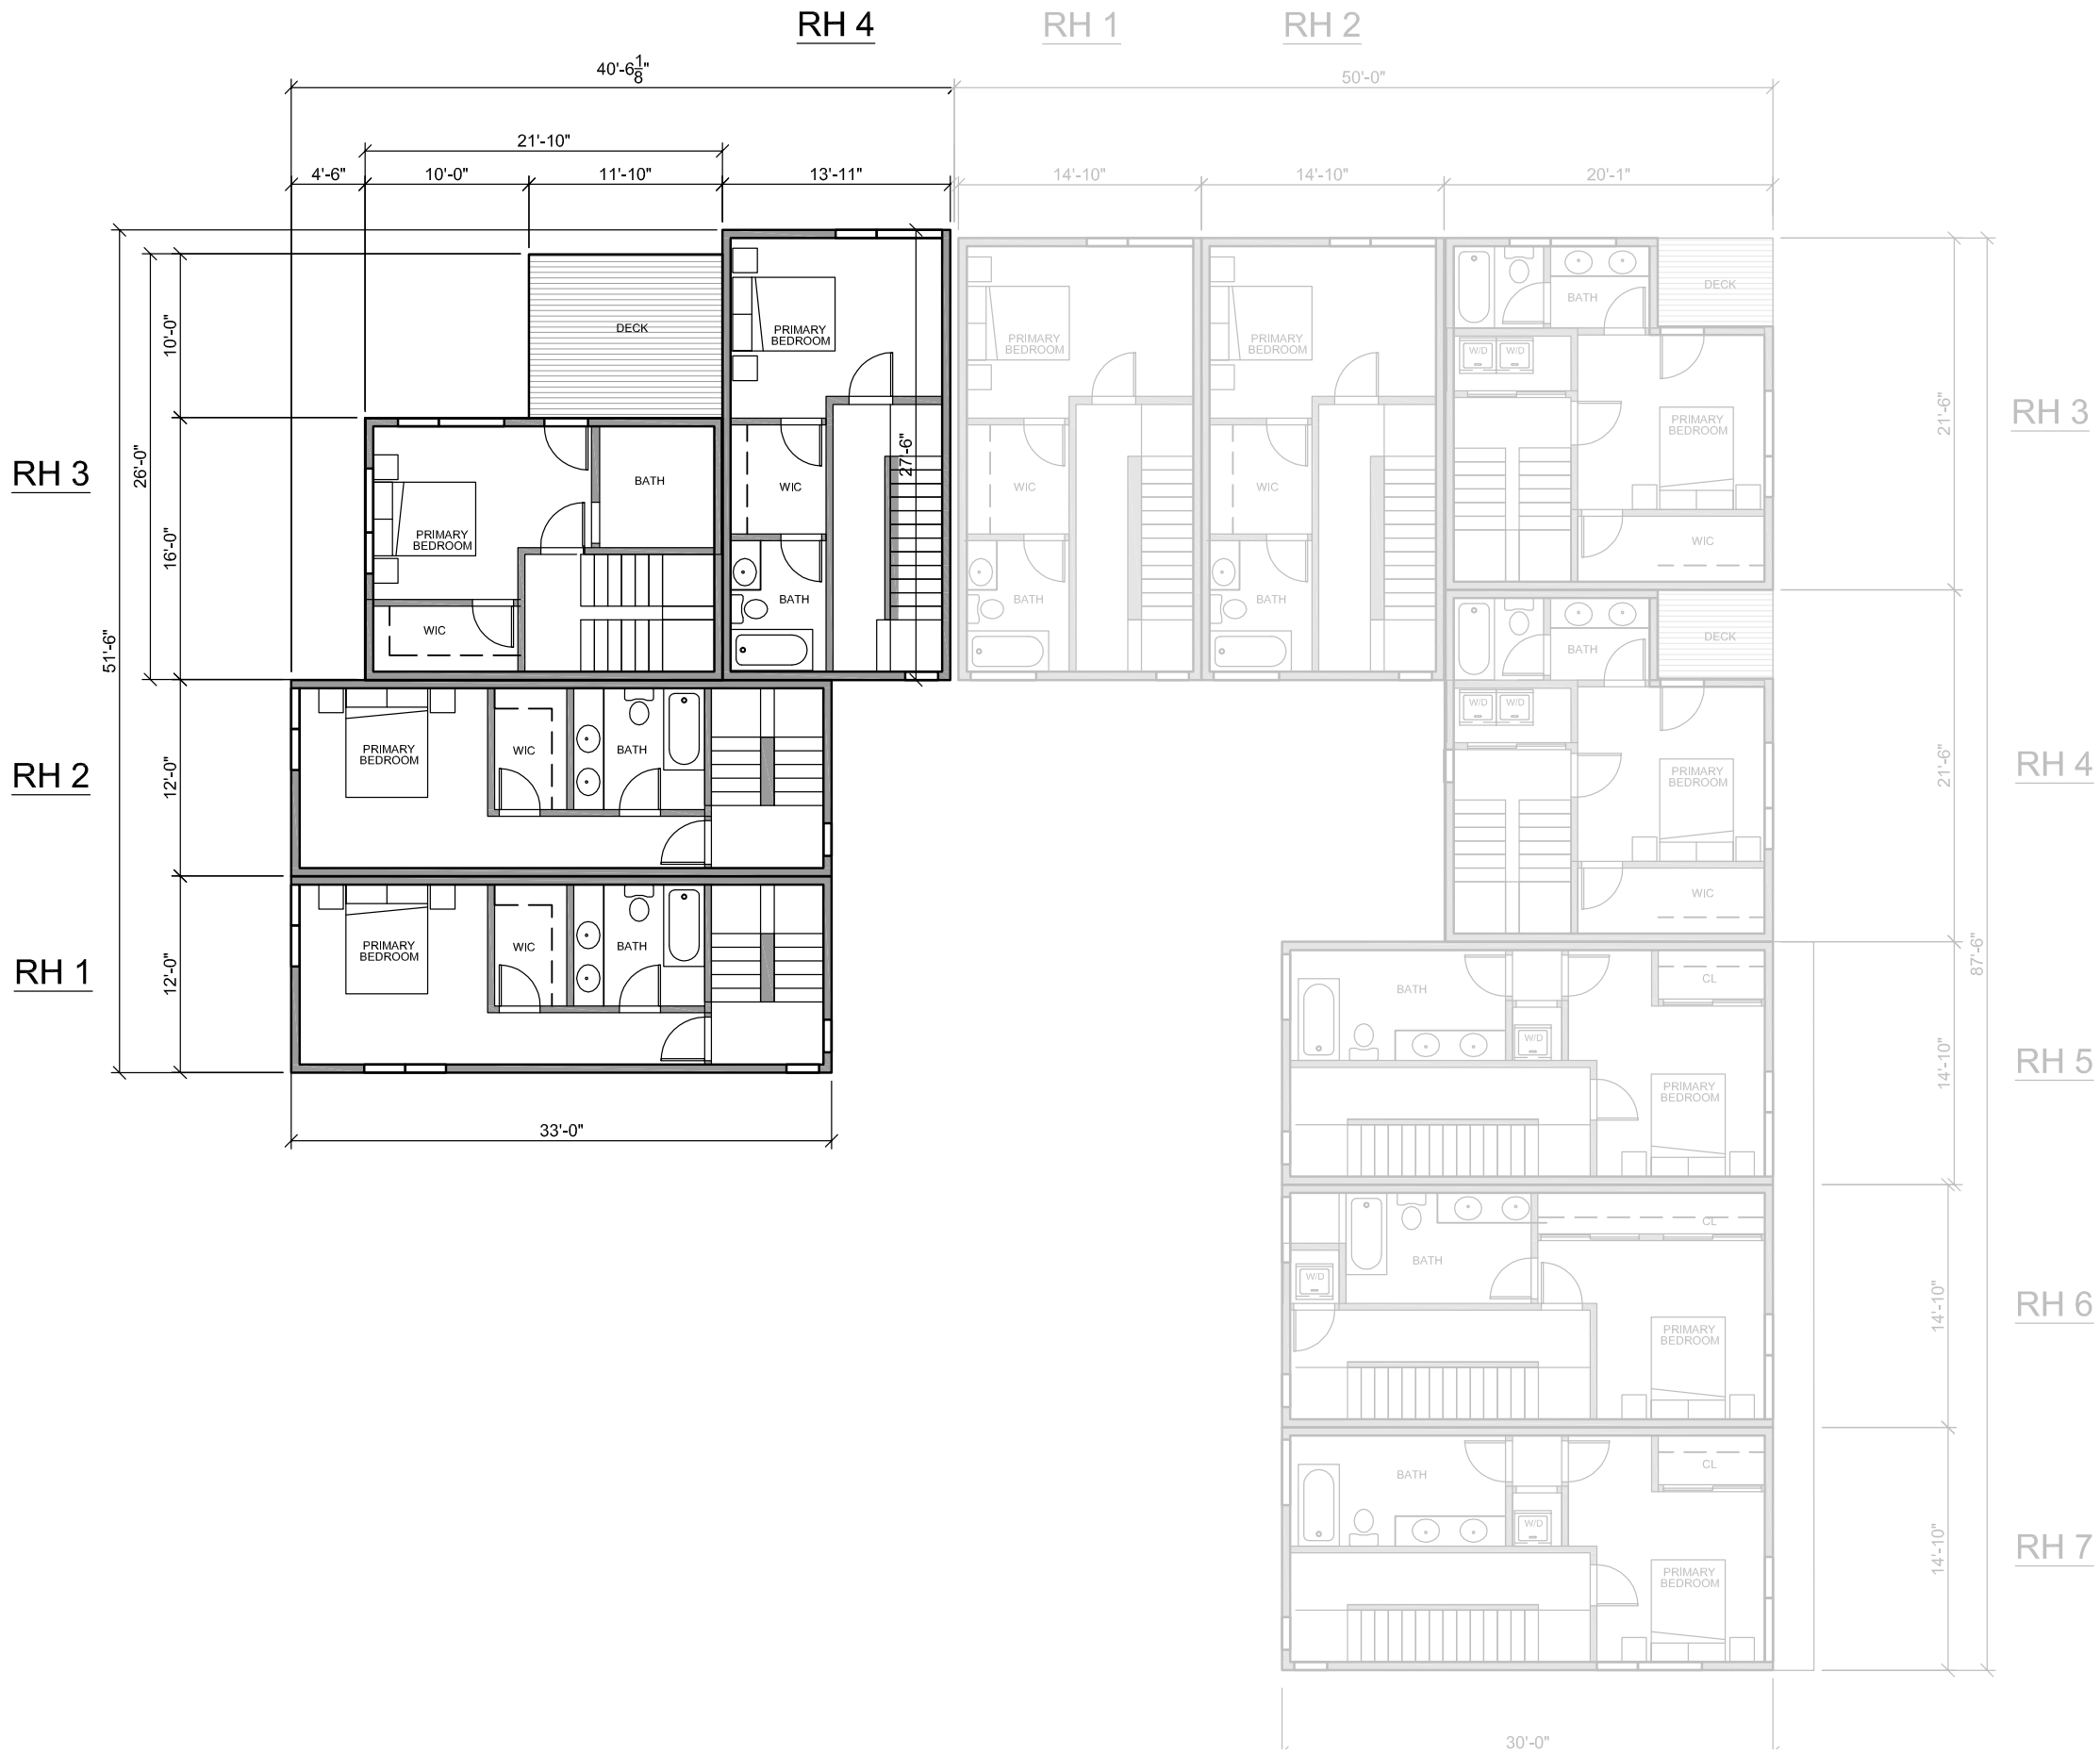 RH 4
RH 1
RH 2
40'-6 1/8"
50'-0"
21'-10"
4'-6"
10'-0"
11'-10"
13'-11"
14'-10"
14'-10"
20'-1"
DECK
PRIMARY
BEDROOM
PRIMARY
BEDROOM
PRIMARY
BEDROOM
BATH
DECK
W/D
W/D
10'-0"
26'-0"
16'-0"
51'-6"
27'-6"
21'-6"
RH 3
RH 3
PRIMARY
BEDROOM
BATH
WIC
WIC
BATH
WIC
BATH
WIC
BATH
PRIMARY
BEDROOM
WIC
BATH
DECK
W/D
W/D
RH 2
12'-0"
PRIMARY
BEDROOM
WIC
BATH
PRIMARY
BEDROOM
WIC
21'-6"
RH 4
RH 1
12'-0"
PRIMARY
BEDROOM
WIC
BATH
87'-6"
33'-0"
BATH
CL
W/D
PRIMARY
BEDROOM
14'-10"
RH 5
CL
BATH
W/D
PRIMARY
BEDROOM
14'-10"
RH 6
BATH
CL
W/D
PRIMARY
BEDROOM
14'-10"
RH 7
30'-0"